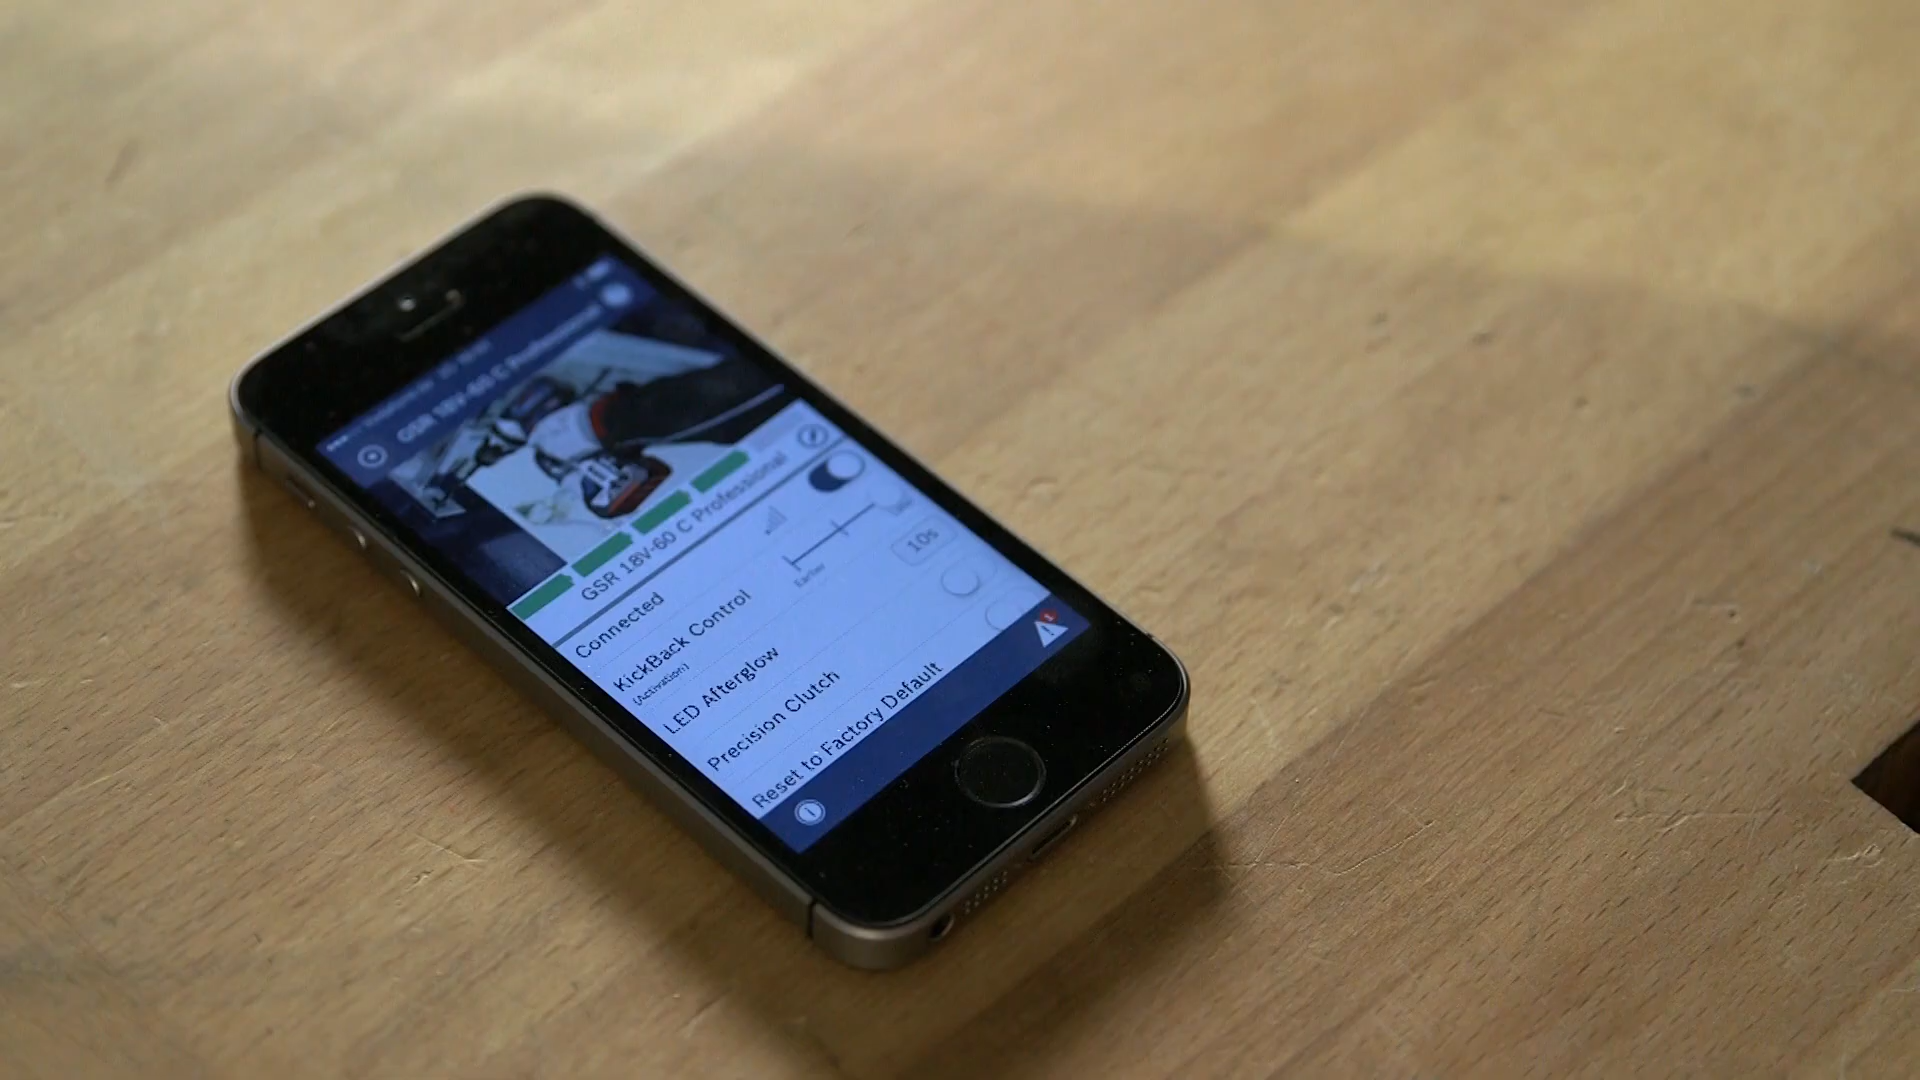 GSR 18V-60 C Professional
GSR 18V-60 C Professional
Connected
KickBack Control
(Activation)
Earlier
LED Afterglow
10s
Precision Clutch
Reset to Factory Default
1